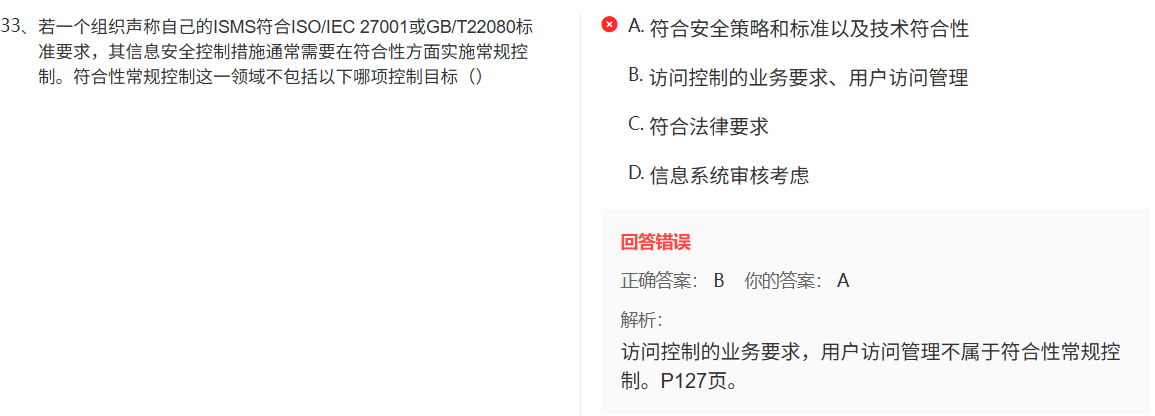 33、若一个组织声称自己的ISMS符合ISO/IEC 27001或GB/T22080标
准要求，其信息安全控制措施通常需要在符合性方面实施常规控
制。符合性常规控制这一领域不包括以下哪项控制目标（）
A. 符合安全策略和标准以及技术符合性
B. 访问控制的业务要求、用户访问管理
C. 符合法律要求
D. 信息系统审核考虑
回答错误
正确答案： B 你的答案： A
解析：
访问控制的业务要求，用户访问管理不属于符合性常规控
制。P127页。